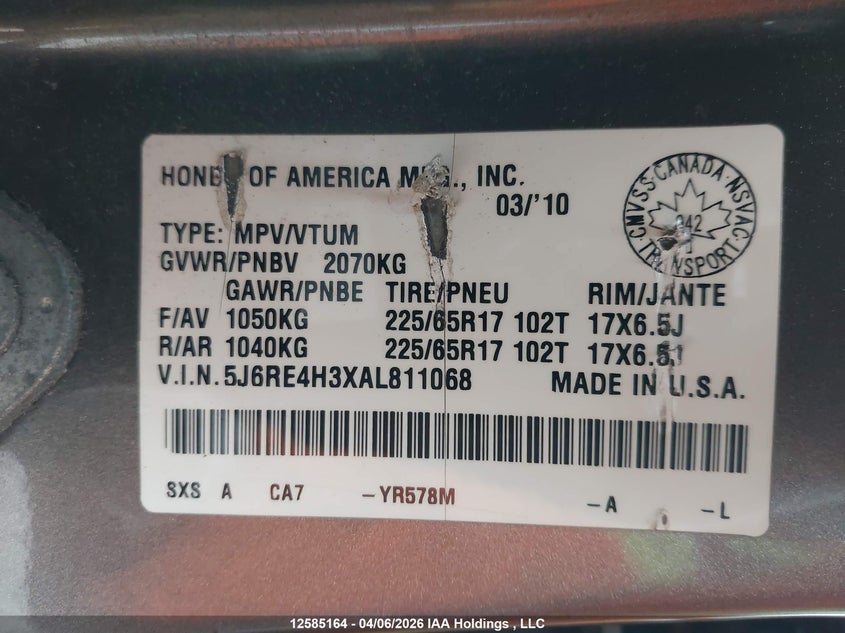 HONDA OF AMERICA MFG., INC.
03/'10
TYPE: MPV/VTUM
GVWR/PNBV 2070KG
GAWR/PNBE TIRE/PNEU RIM/JANTE
F/AV 1050KG 225/65R17 102T 17X6.5J
R/AR 1040KG 225/65R17 102T 17X6.5J
V.I.N. 5J6RE4H3XAL811068 MADE IN U.S.A.
SXS A CA7 -YR578M -A -L
CANADA NSVAC TRANSPORT CMVSS
12585164 - 04/06/2026 IAA Holdings , LLC